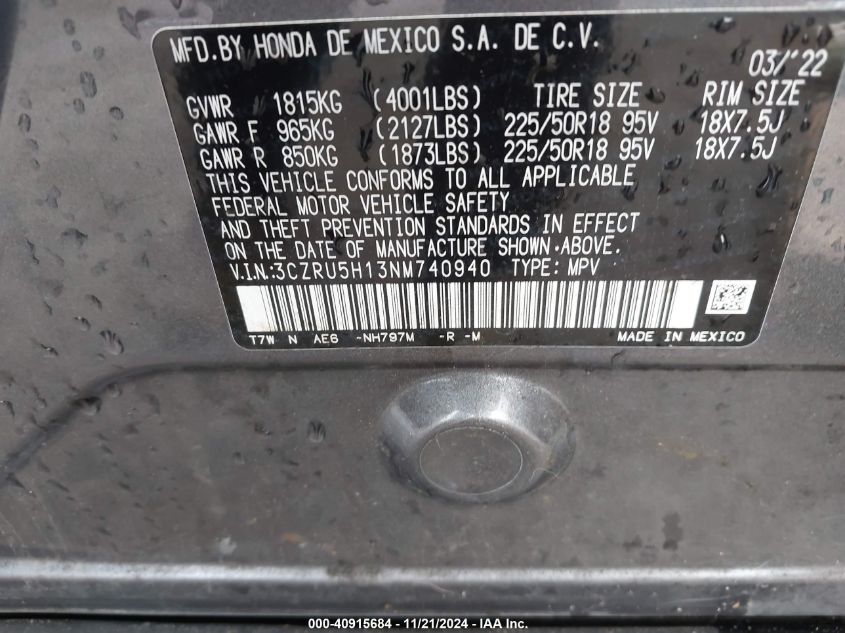 MFD.BY HONDA DE MEXICO S.A. DE C.V.
03/'22
GVWR 1815KG (4001LBS) TIRE SIZE RIM SIZE
GAWR F 965KG (2127LBS) 225/50R18 95V 18X7.5J
GAWR R 850KG (1873LBS) 225/50R18 95V 18X7.5J
THIS VEHICLE CONFORMS TO ALL APPLICABLE
FEDERAL MOTOR VEHICLE SAFETY
AND THEFT PREVENTION STANDARDS IN EFFECT
ON THE DATE OF MANUFACTURE SHOWN ABOVE.
V.I.N.:3CZRU5H13NM740940 TYPE: MPV
T7W N AE6 -NH797M -R -M MADE IN MEXICO
000-40915684 - 11/21/2024 - IAA Inc.